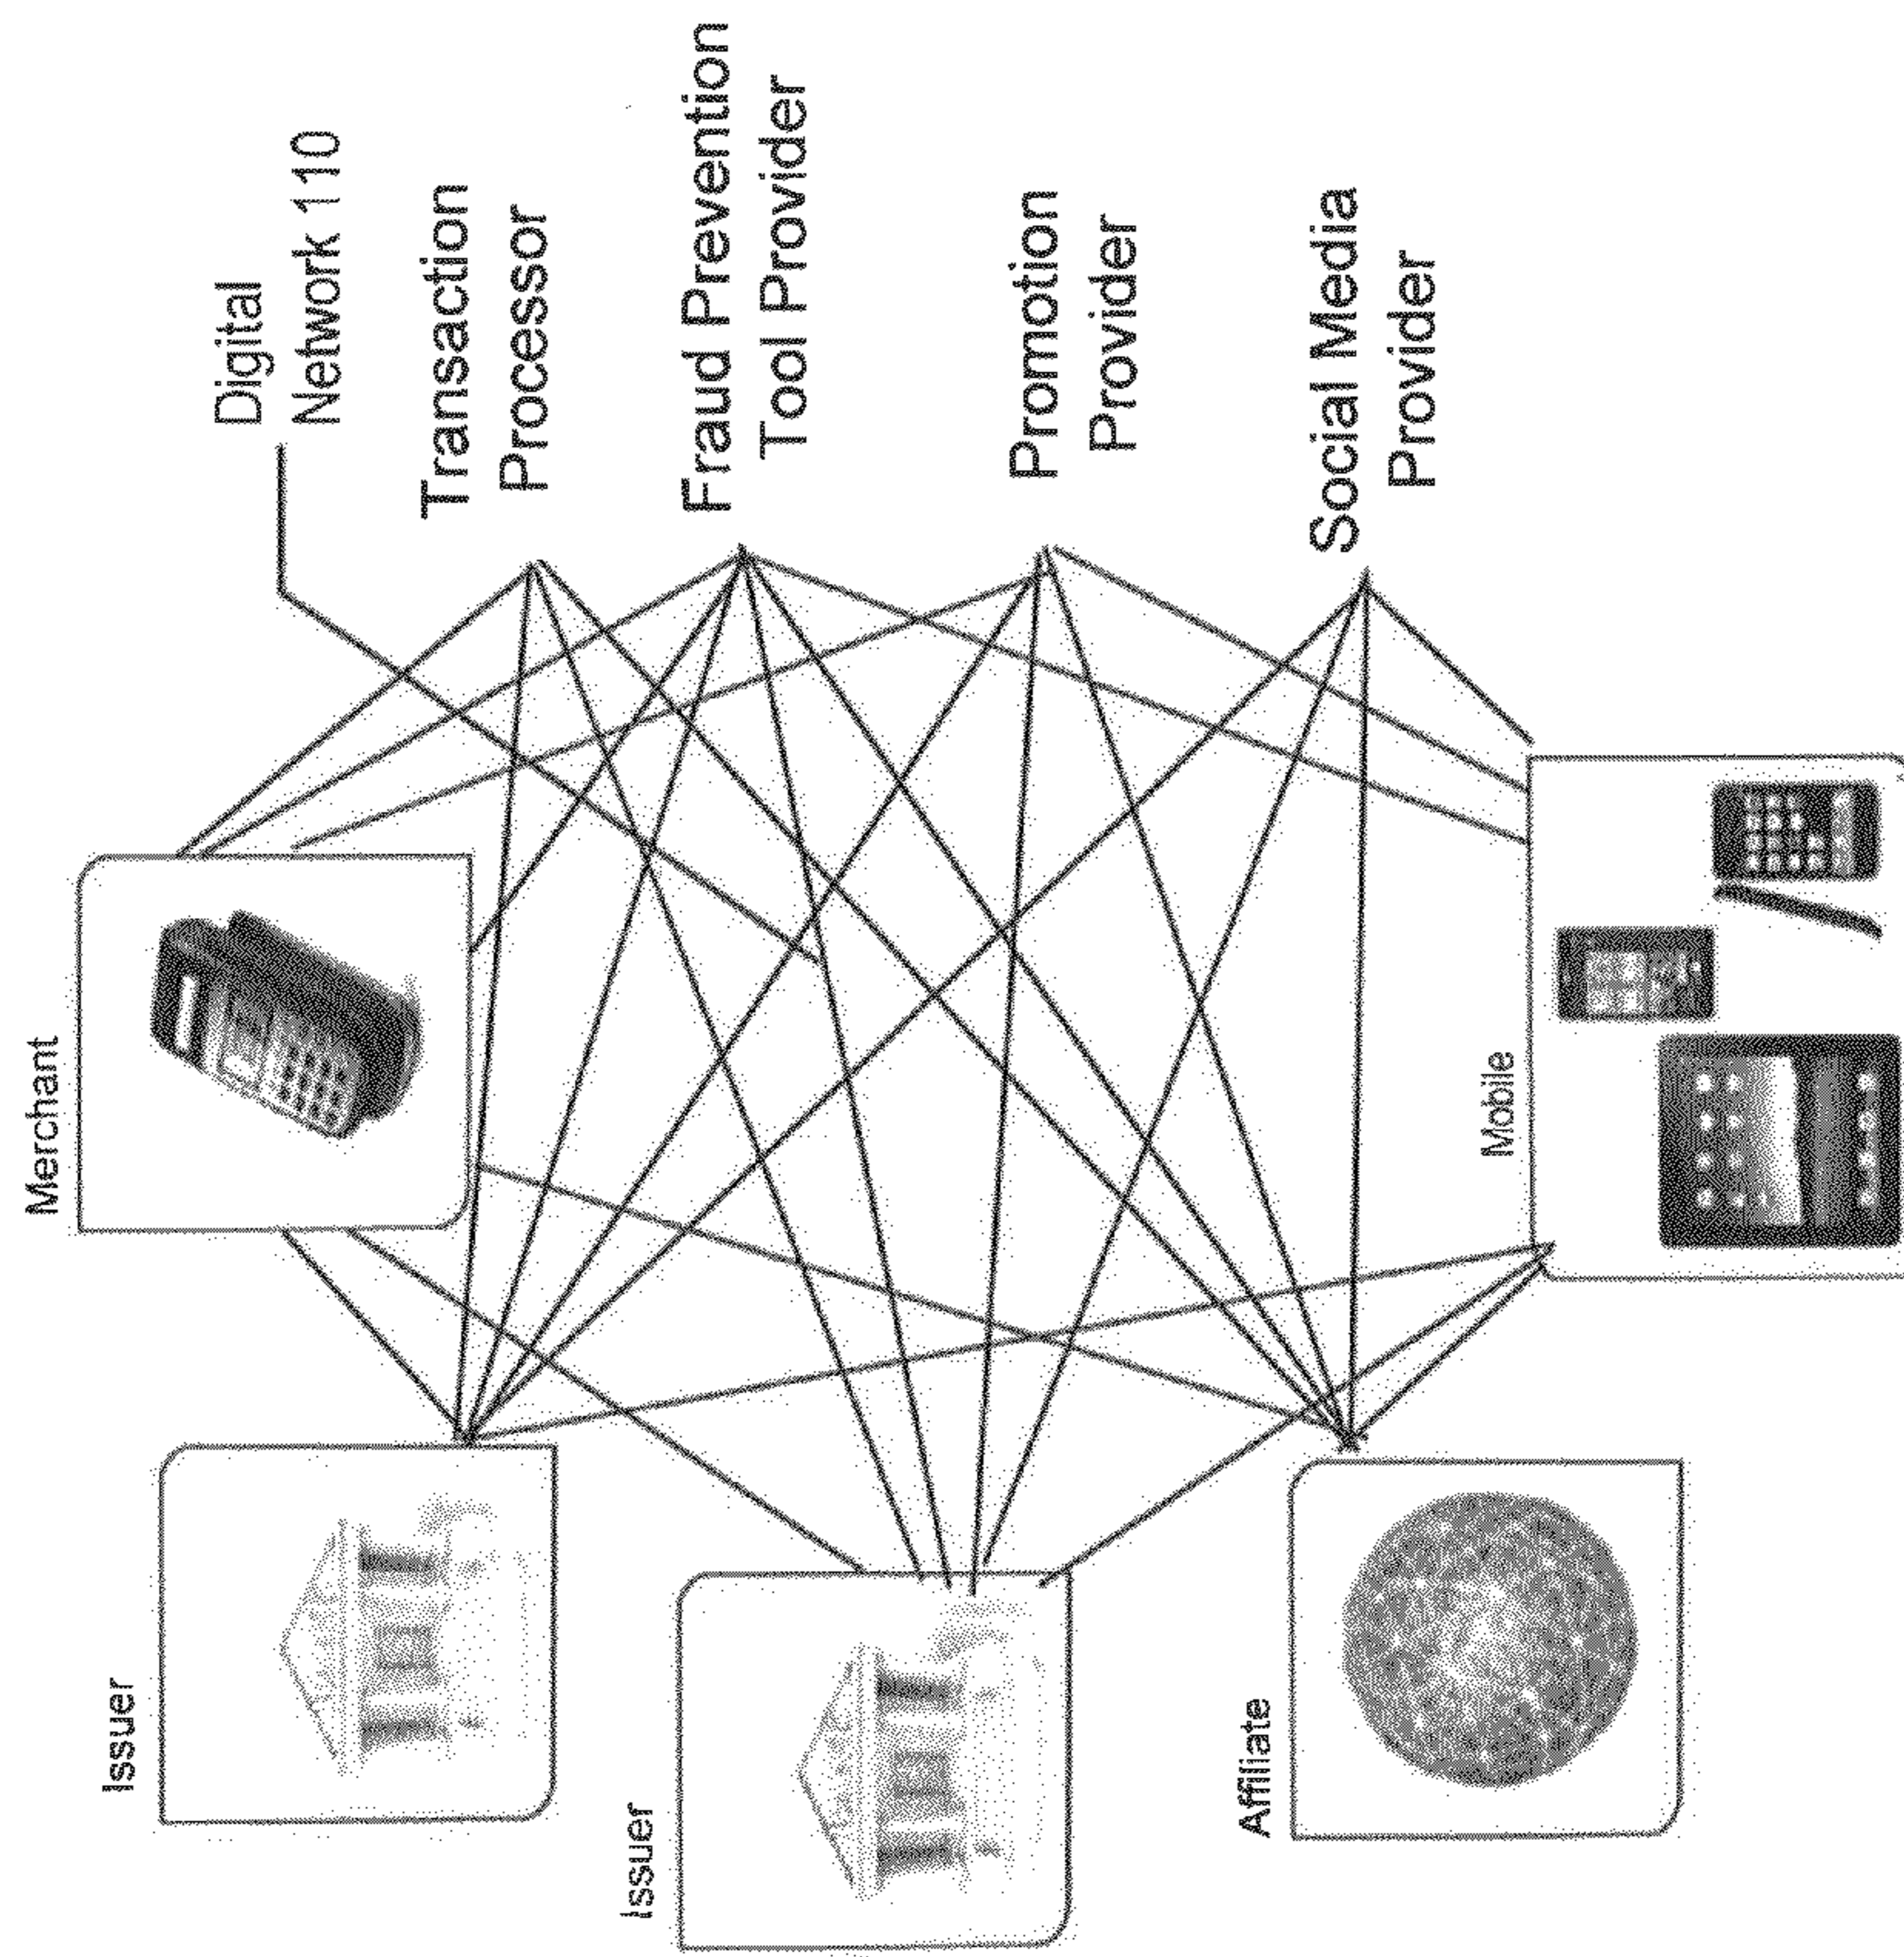 Merchant
Issuer
Digital
Network 110
Transaction
Processor
Issuer
Fraud Prevention
Tool Provider
Promotion
Provider
Affiliate
Social Media
Provider
Mobile